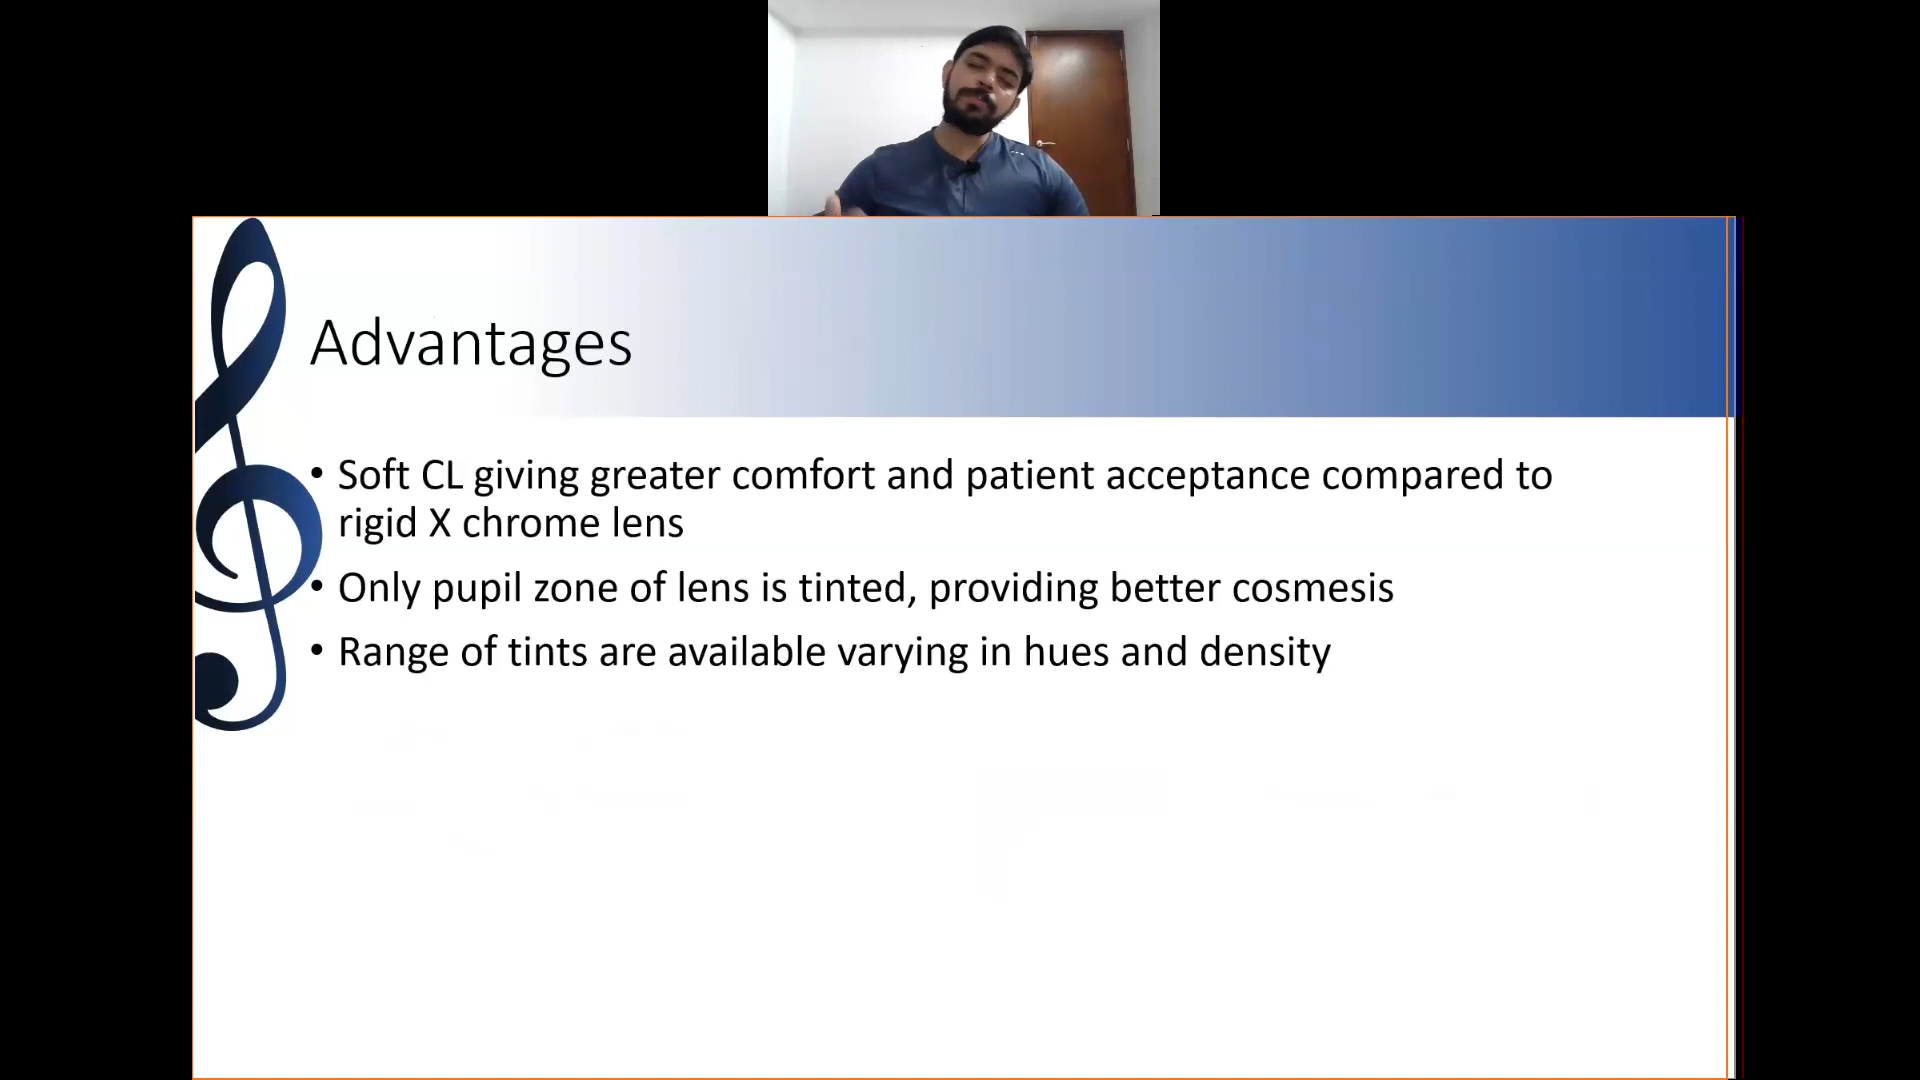 Advantages
• Soft CL giving greater comfort and patient acceptance compared to
rigid X chrome lens
• Only pupil zone of lens is tinted, providing better cosmesis
• Range of tints are available varying in hues and density